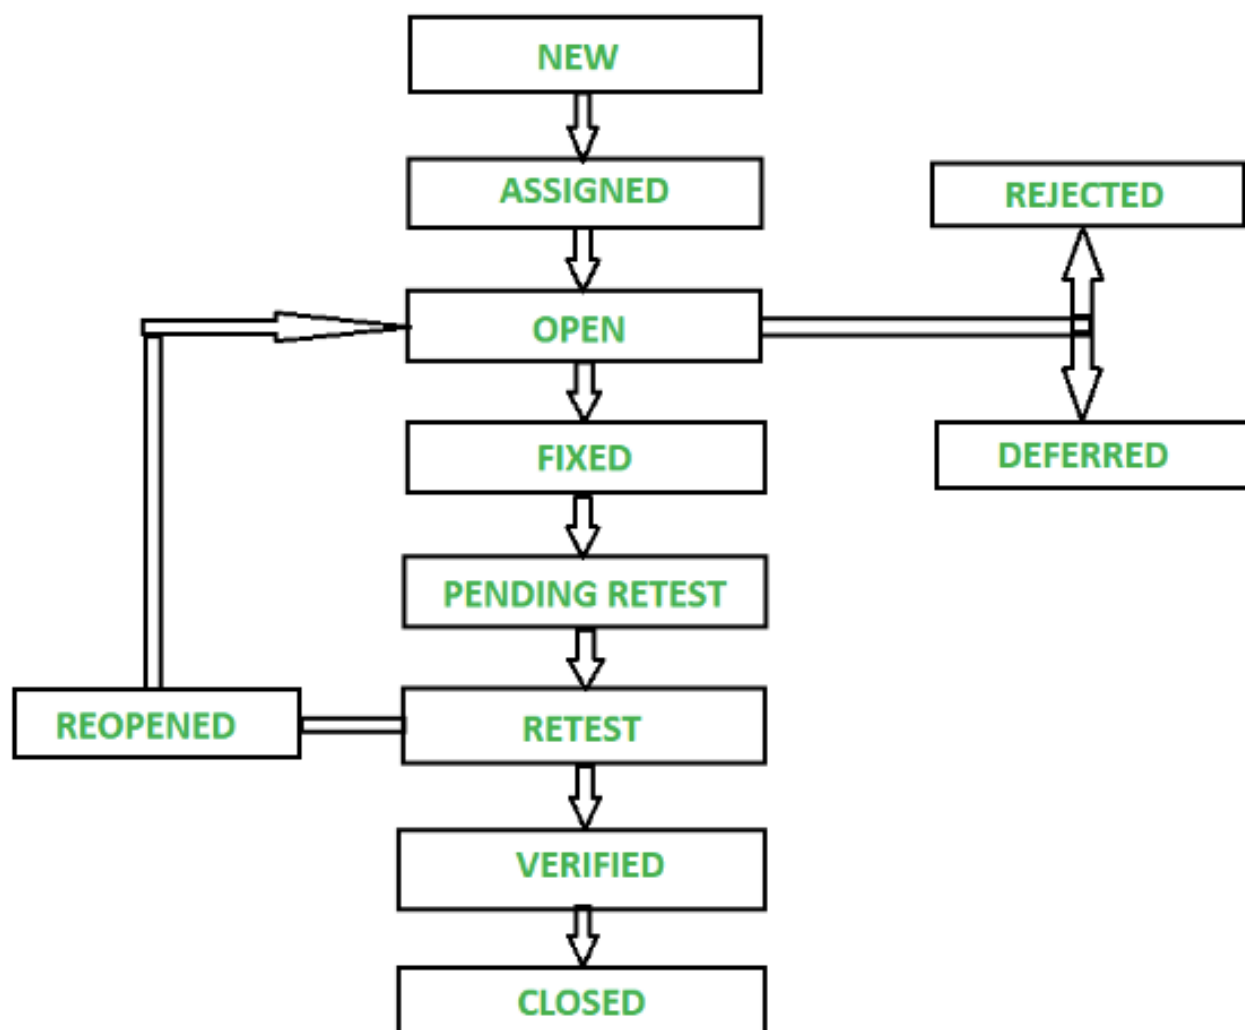 NEW
ASSIGNED
REJECTED
OPEN
FIXED
DEFERRED
PENDING RETEST
REOPENED
RETEST
VERIFIED
CLOSED